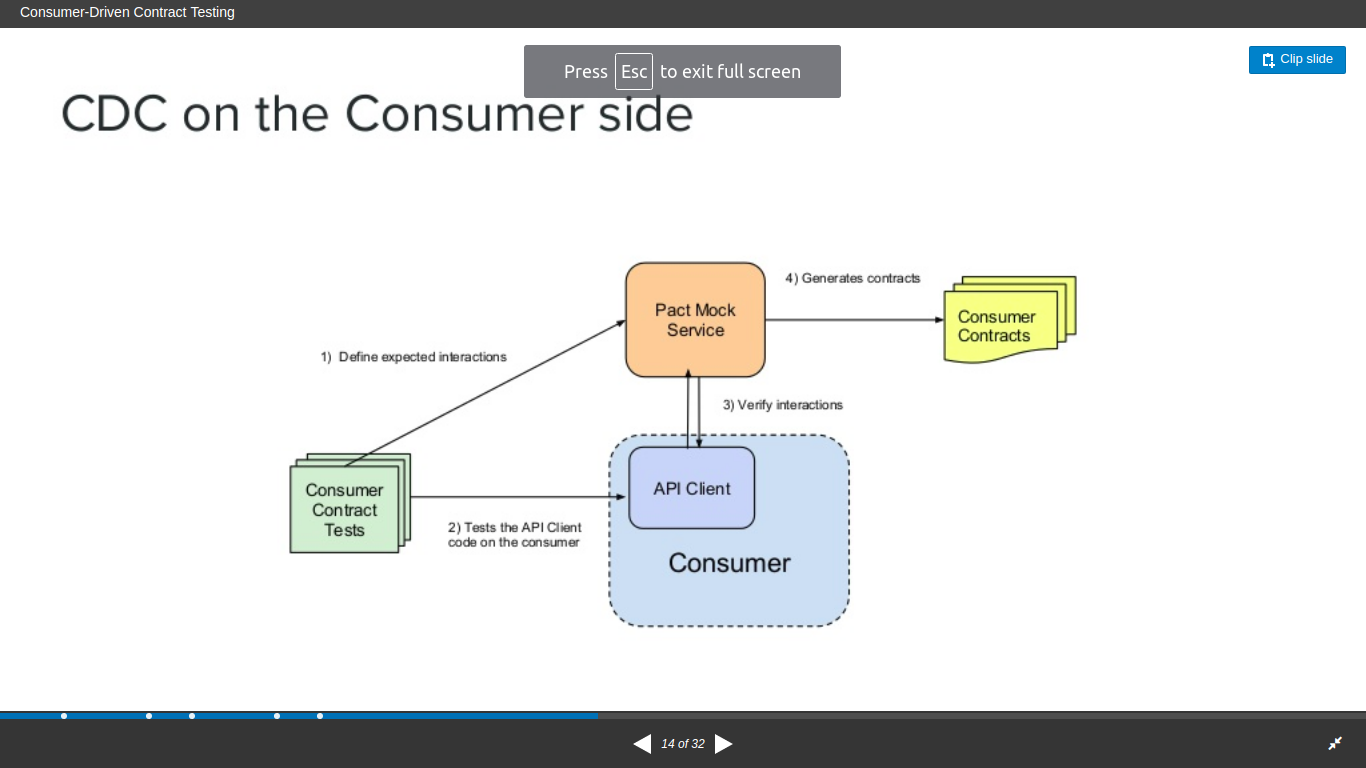 Consumer-Driven Contract Testing
Press Esc to exit full screen
Clip slide
CDC on the Consumer side
4) Generates contracts
Pact Mock
Service
Consumer
Contracts
1) Define expected interactions
3) Verify interactions
Consumer
Contract
Tests
API Client
2) Tests the API Client
code on the consumer
Consumer
14 of 32